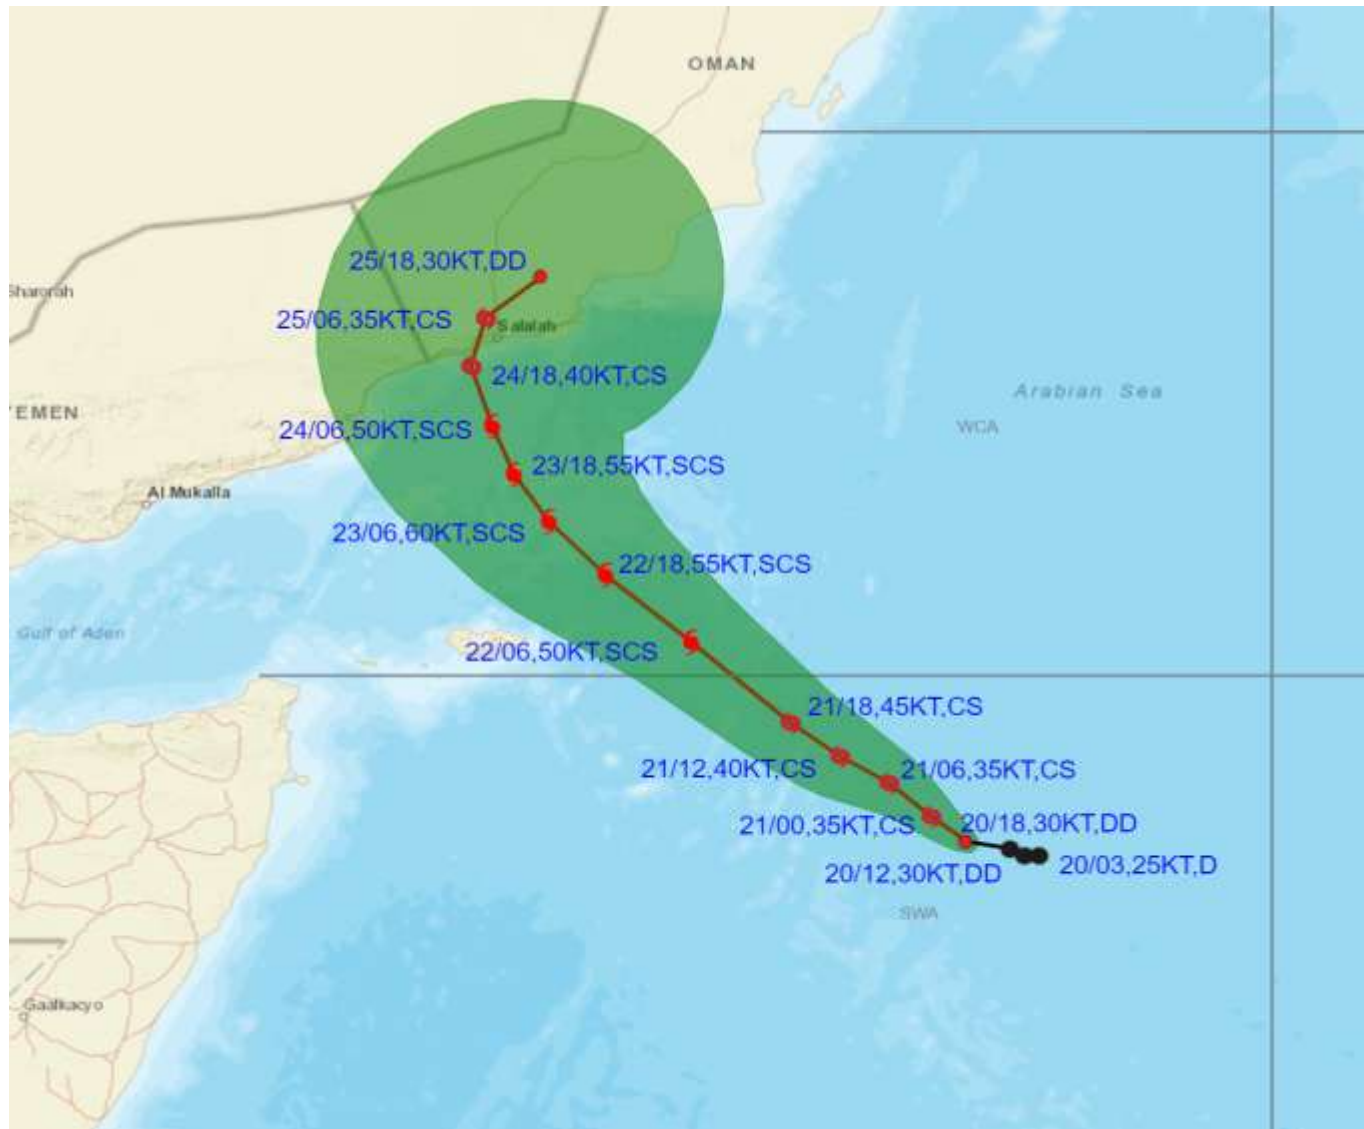 OMAN
25/18,30KT,DD
Sharorah
25/06,35KT,CS
Salalah
24/18,40KT,CS
Arabian Sea
YEMEN
24/06,50KT,SCS
WCA
23/18,55KT,SCS
Al Mukalla
23/06,60KT,SCS
22/18,55KT,SCS
Gulf of Aden
22/06,50KT,SCS
21/18,45KT,CS
21/12,40KT,CS
21/06,35KT,CS
21/00,35KT,CS
20/18,30KT,DD
20/12,30KT,DD
20/03,25KT,D
SWA
Gaalkacyo